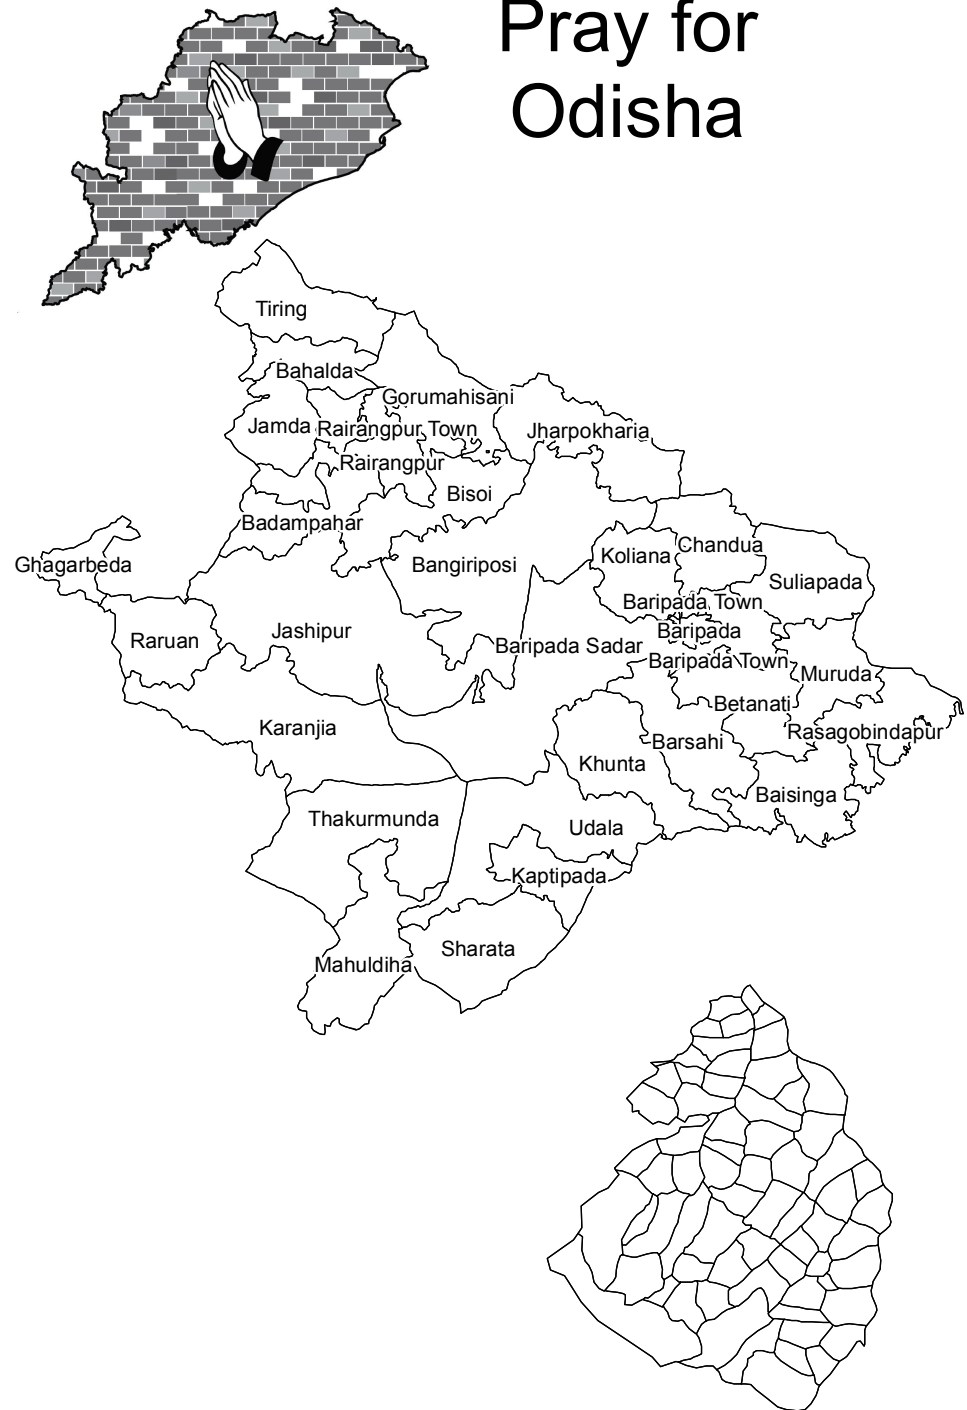 Pray for
Odisha
Tiring
Bahalda
Gorumahisani
Jamda
Rairangpur Town
Jharpokharia
Rairangpur
Bisoi
Badampahar
Ghagarbeda
Bangiriposi
Koliana
Chandua
Suliapada
Baripada Town
Raruan
Jashipur
Baripada Sadar
Baripada
Baripada Town
Muruda
Betanati
Karanjia
Barsahi
Rasagobindapur
Khunta
Baisinga
Thakurmunda
Udala
Kaptipada
Sharata
Mahuldiha